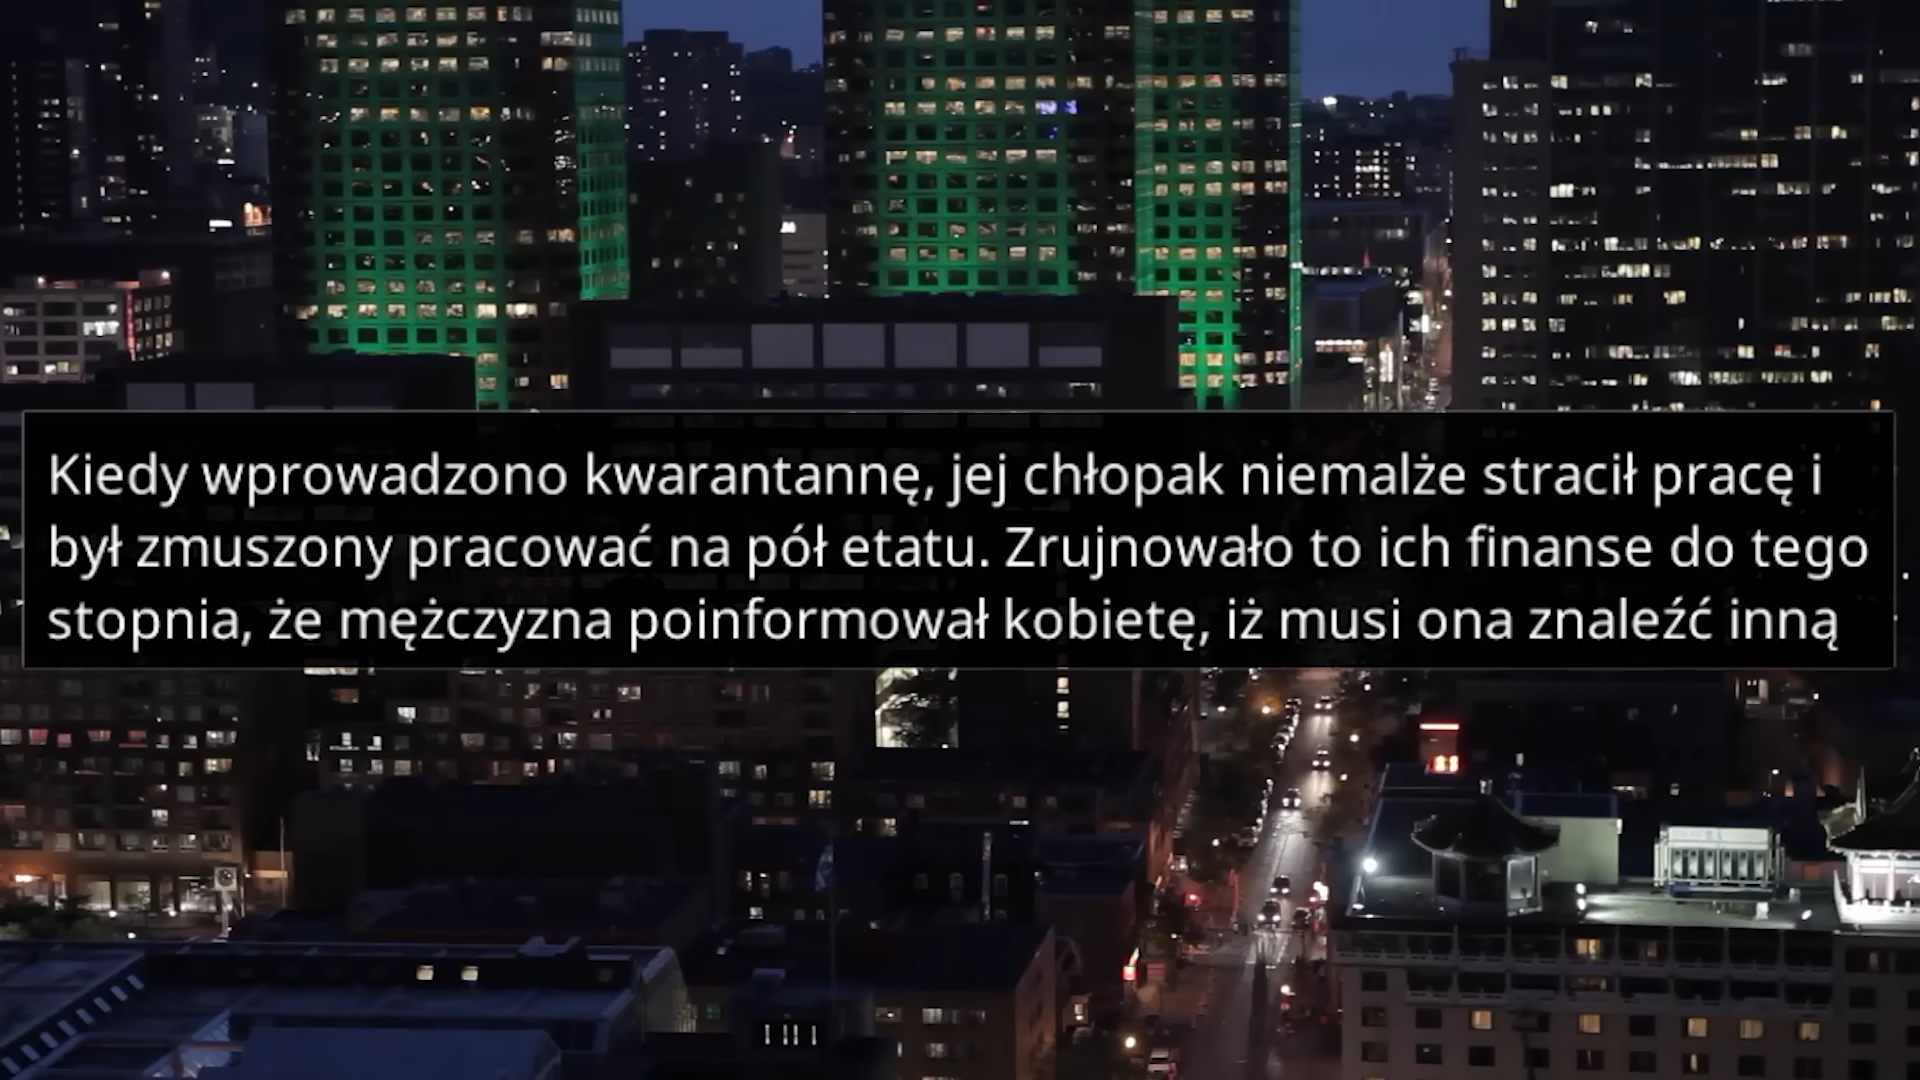 Kiedy wprowadzono kwarantannę, jej chłopak niemalże stracił pracę i
był zmuszony pracować na pół etatu. Zrujnowało to ich finanse do tego
stopnia, że mężczyzna poinformował kobietę, iż musi ona znaleźć inną